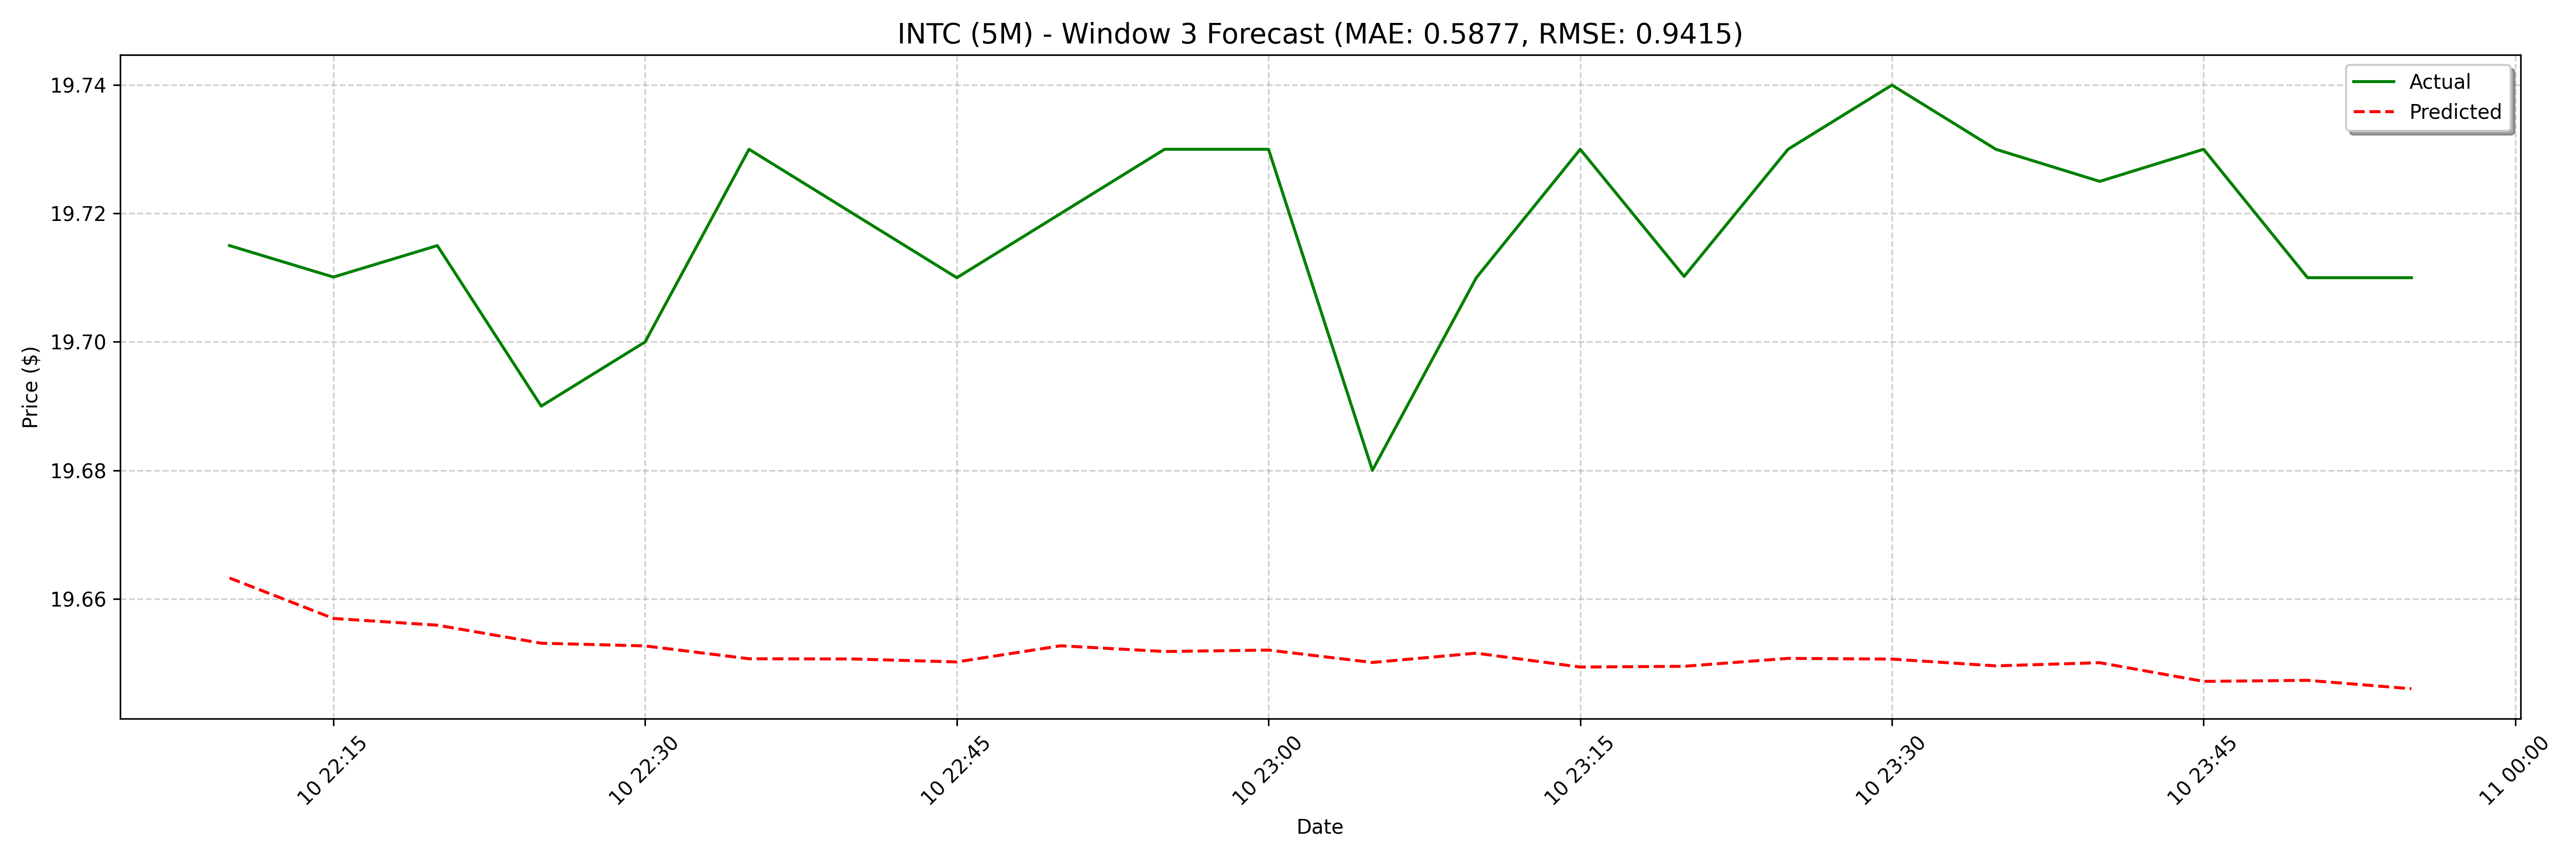 INTC (5M) - Window 3 Forecast (MAE: 0.5877, RMSE: 0.9415)
Actual
Predicted
Price ($)
19.74
19.72
19.70
19.68
19.66
10 22:15
10 22:30
10 22:45
10 23:00
10 23:15
10 23:30
10 23:45
11 00:00
Date